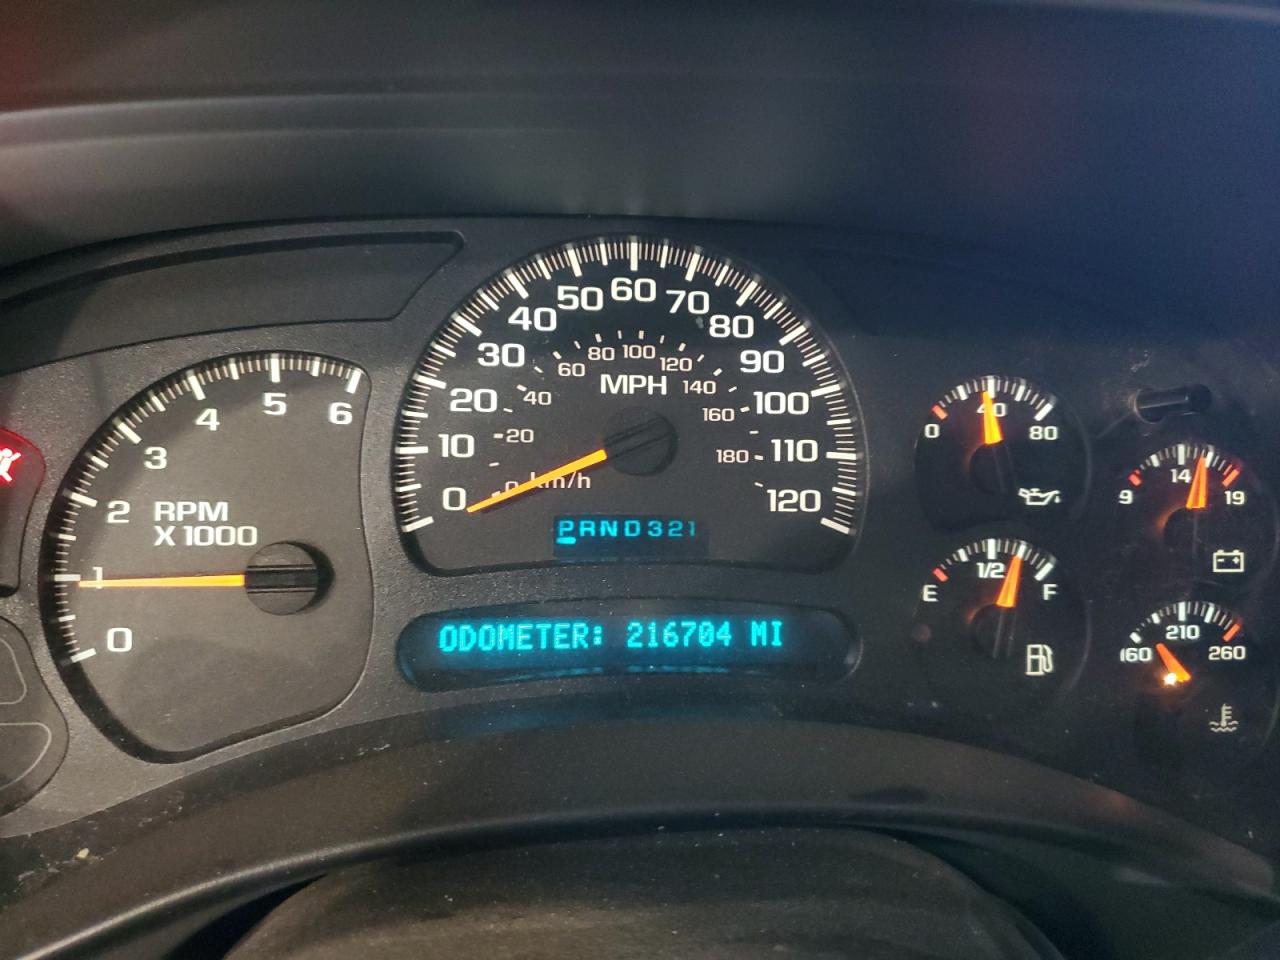 0 1 2 3 4 5 6
RPM
X1000
0 10 20 30 40 50 60 70 80 90 100 110 120
MPH
0 20 40 60 80 100 120 140 160 180
km/h
PRND321
ODOMETER: 216704 MI
0 40 80
9 14 19
E 1/2 F
160 210 260